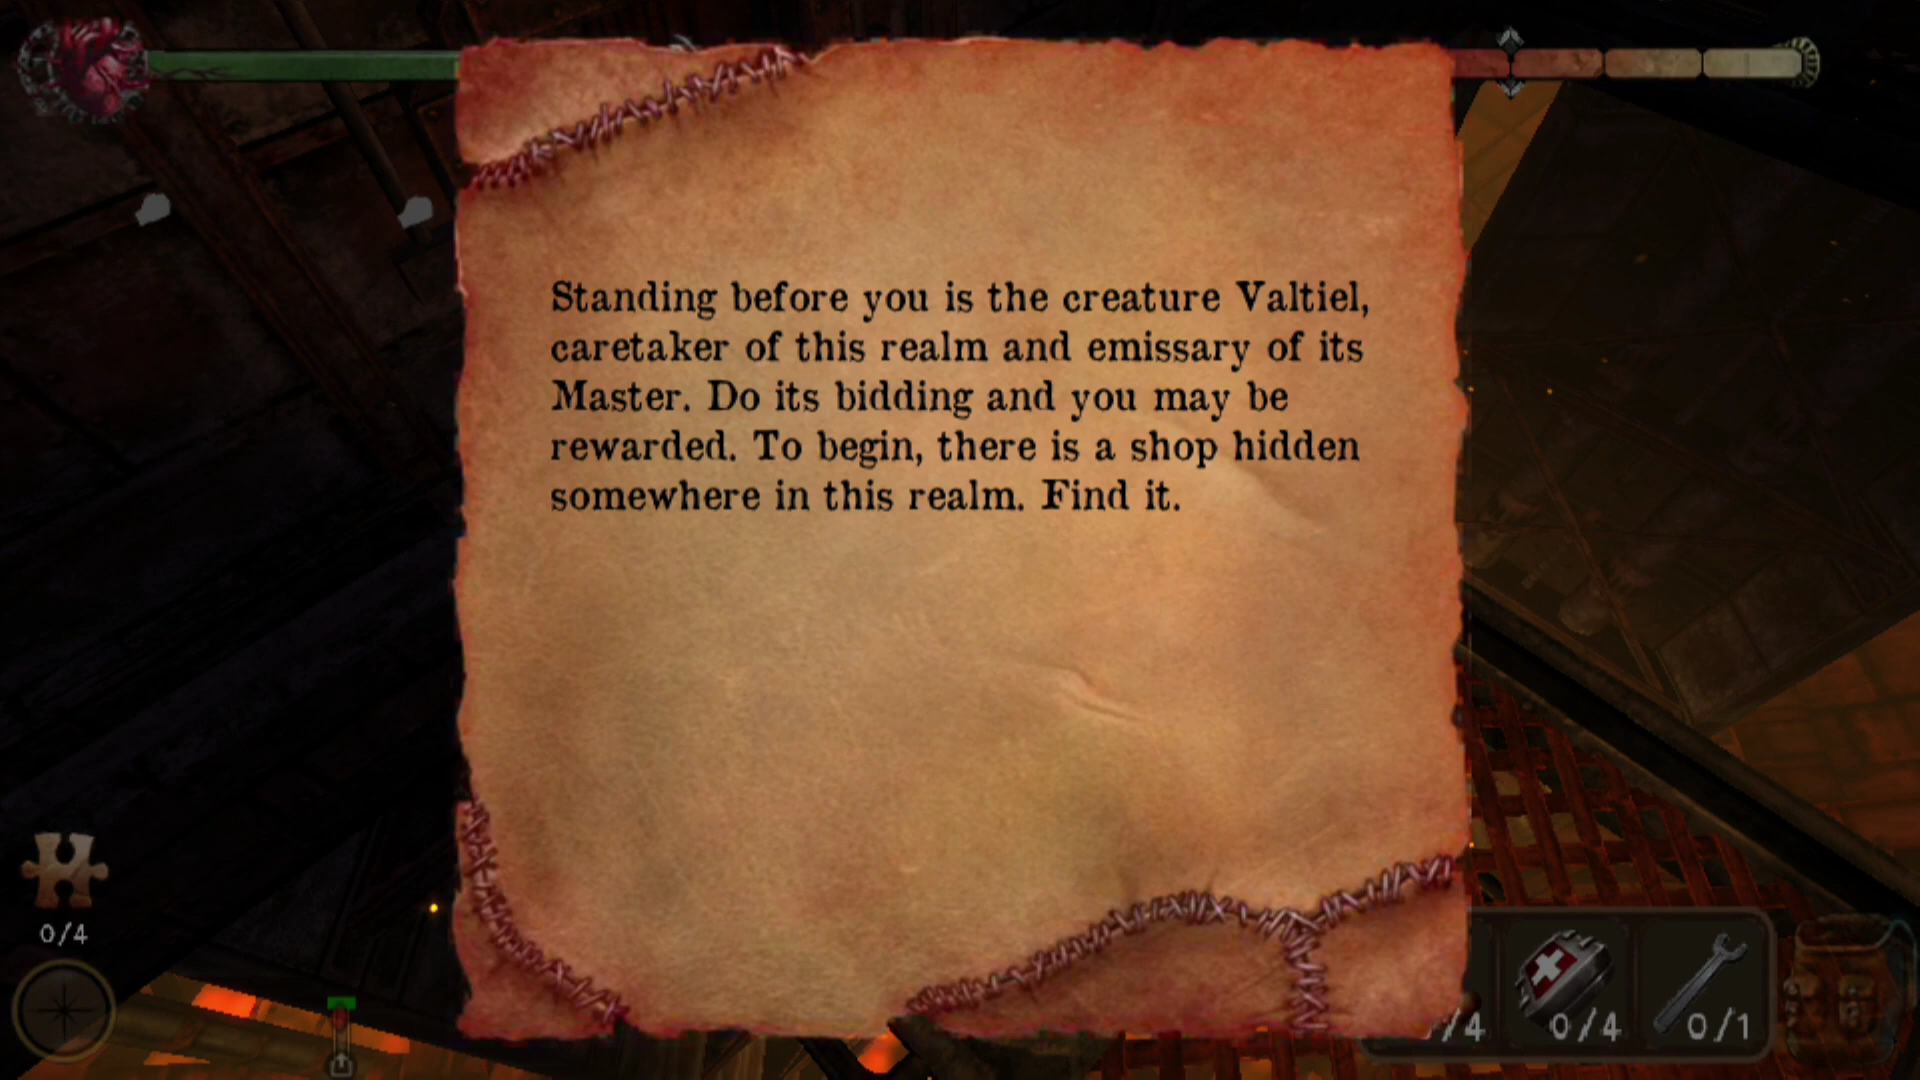 Standing before you is the creature Valtiel,
caretaker of this realm and emissary of its
Master. Do its bidding and you may be
rewarded. To begin, there is a shop hidden
somewhere in this realm. Find it.
0/4
/4
0/4
0/1